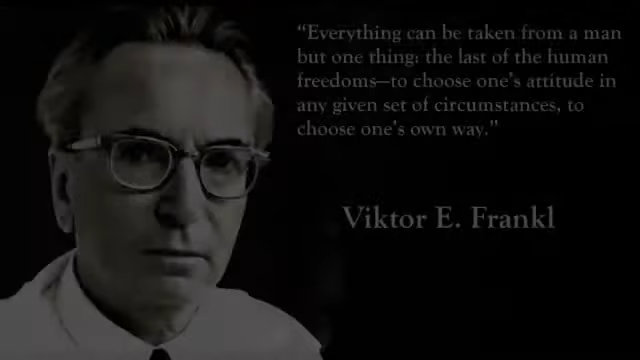 “Everything can be taken from a man
but one thing: the last of the human
freedoms—to choose one’s attitude in
any given set of circumstances, to
choose one’s own way.”
Viktor E. Frankl